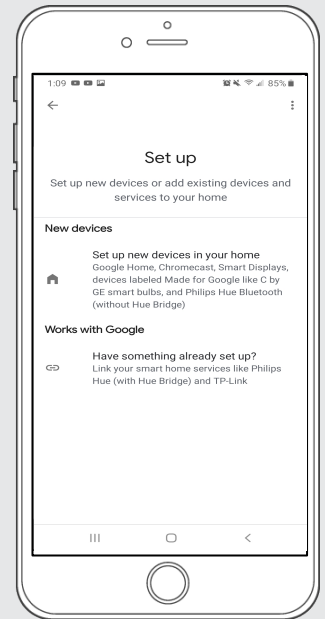 1:09 85%
Set up
Set up new devices or add existing devices and
services to your home
New devices
Set up new devices in your home
Google Home, Chromecast, Smart Displays,
devices labeled Made for Google like C by
GE smart bulbs, and Philips Hue Bluetooth
(without Hue Bridge)
Works with Google
Have something already set up?
Link your smart home services like Philips
Hue (with Hue Bridge) and TP-Link